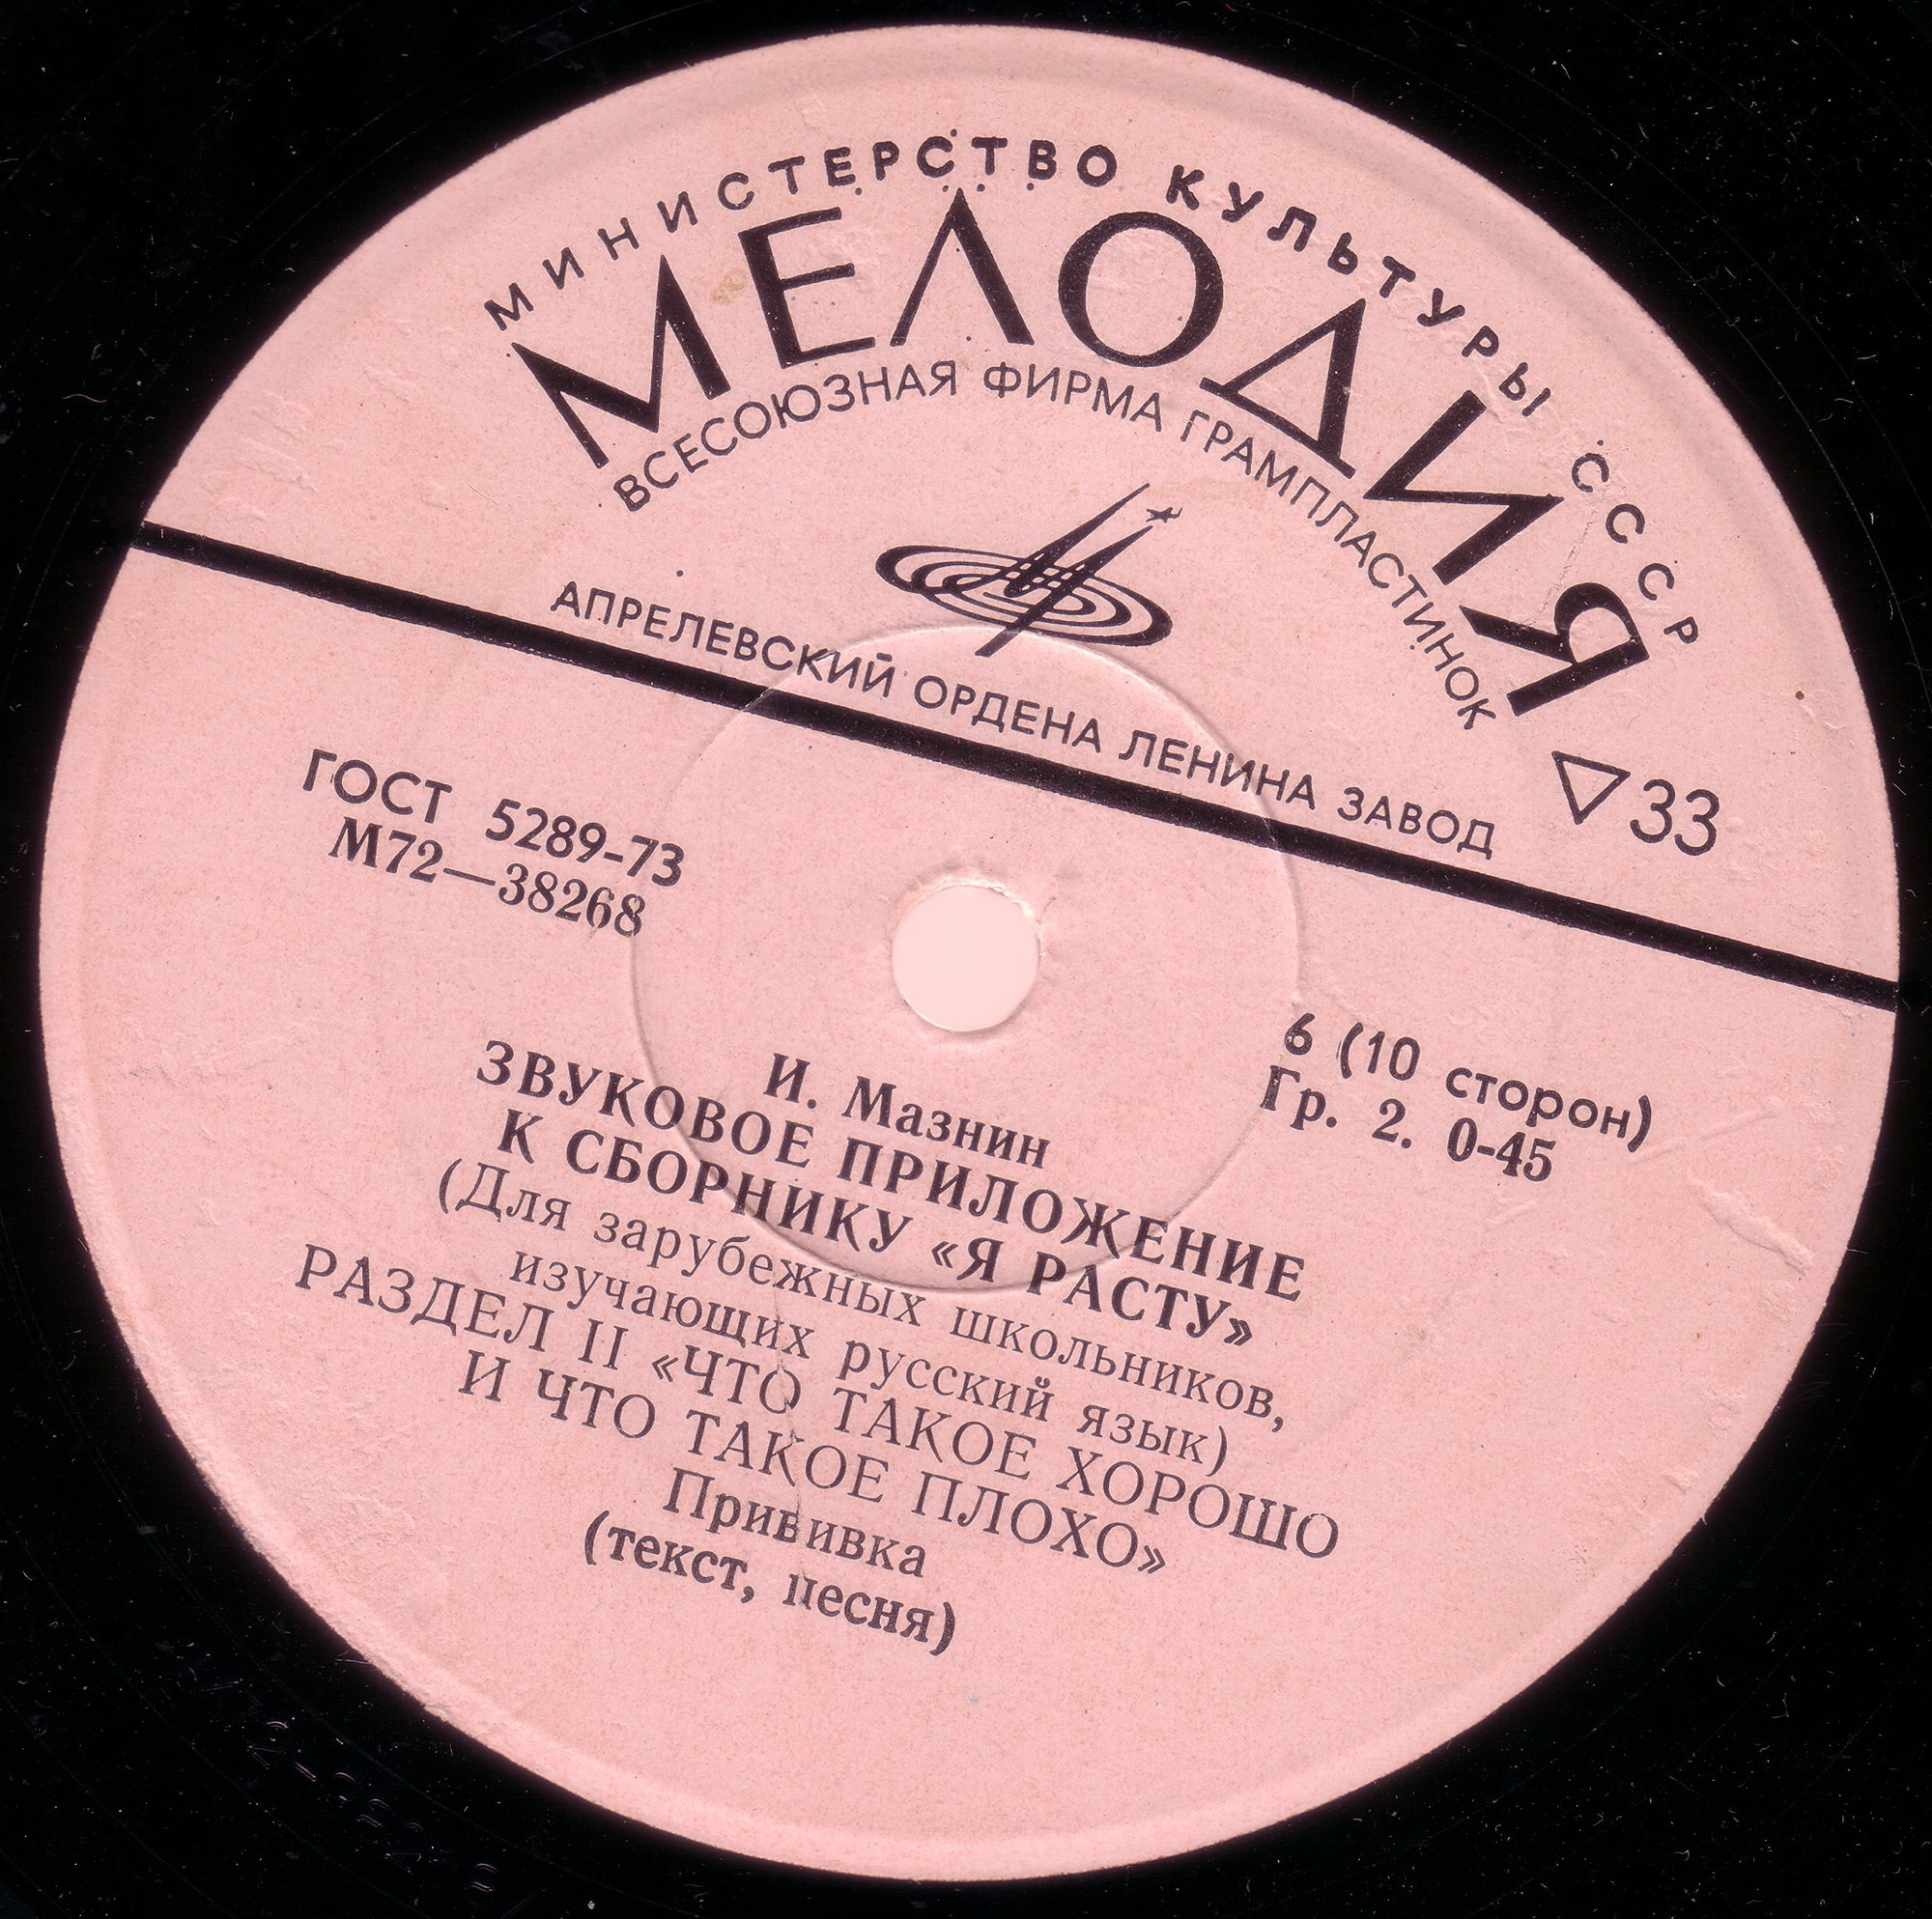 МИНИСТЕРСТВО КУЛЬТУРЫ СССР
МЕЛОДИЯ
ВСЕСОЮЗНАЯ ФИРМА ГРАМПЛАСТИНОК
АПРЕЛЕВСКИЙ ОРДЕНА ЛЕНИНА ЗАВОД
▽33
ГОСТ 5289-73
М72—38268
6 (10 сторон)
Гр. 2. 0-45
И. Мазнин
ЗВУКОВОЕ ПРИЛОЖЕНИЕ
К СБОРНИКУ «Я РАСТУ»
(Для зарубежных школьников,
изучающих русский язык)
РАЗДЕЛ II «ЧТО ТАКОЕ ХОРОШО
И ЧТО ТАКОЕ ПЛОХО»
Прививка
(текст, песня)